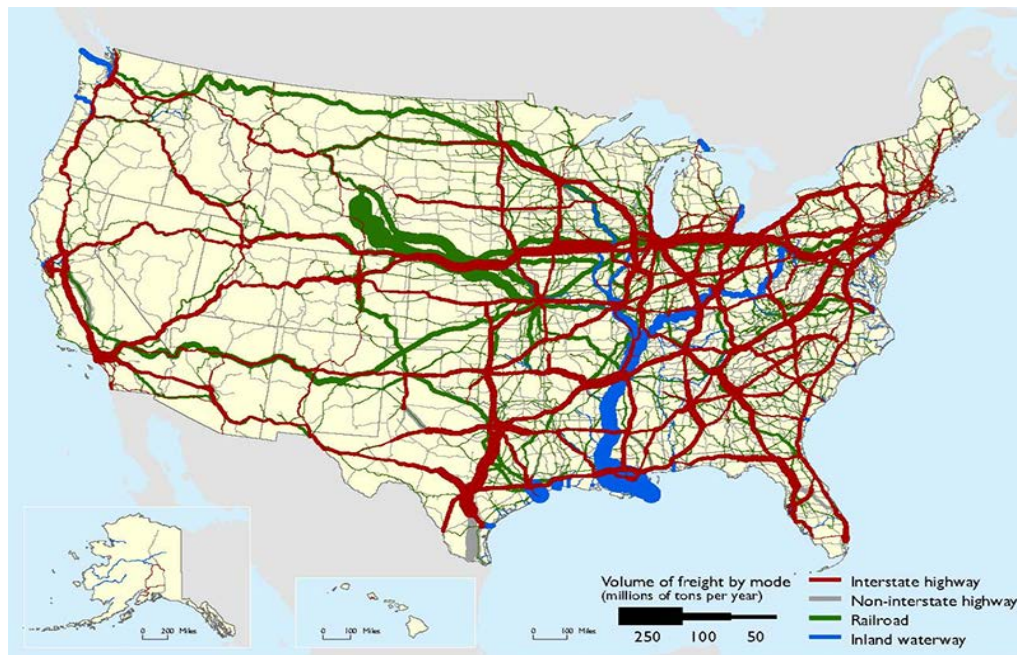 Volume of freight by mode
(millions of tons per year)
250 100 50
Interstate highway
Non-interstate highway
Railroad
Inland waterway
0 200 Miles
0 100 Miles
0 100 Miles